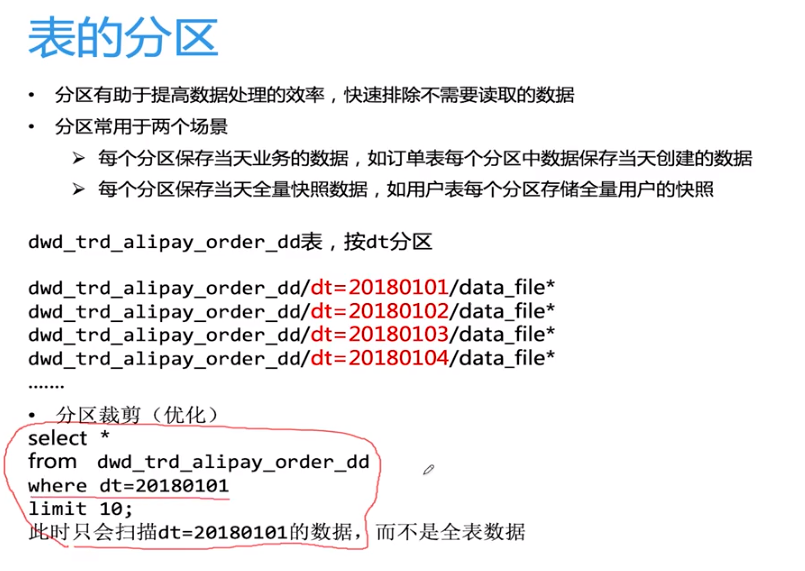 表的分区
• 分区有助于提高数据处理的效率，快速排除不需要读取的数据
• 分区常用于两个场景
➢ 每个分区保存当天业务的数据，如订单表每个分区中数据保存当天创建的数据
➢ 每个分区保存当天全量快照数据，如用户表每个分区存储全量用户的快照
dwd_trd_alipay_order_dd表，按dt分区
dwd_trd_alipay_order_dd/dt=20180101/data_file*
dwd_trd_alipay_order_dd/dt=20180102/data_file*
dwd_trd_alipay_order_dd/dt=20180103/data_file*
dwd_trd_alipay_order_dd/dt=20180104/data_file*
.......
• 分区裁剪（优化）
select *
from dwd_trd_alipay_order_dd
where dt=20180101
limit 10;
此时只会扫描dt=20180101的数据，而不是全表数据